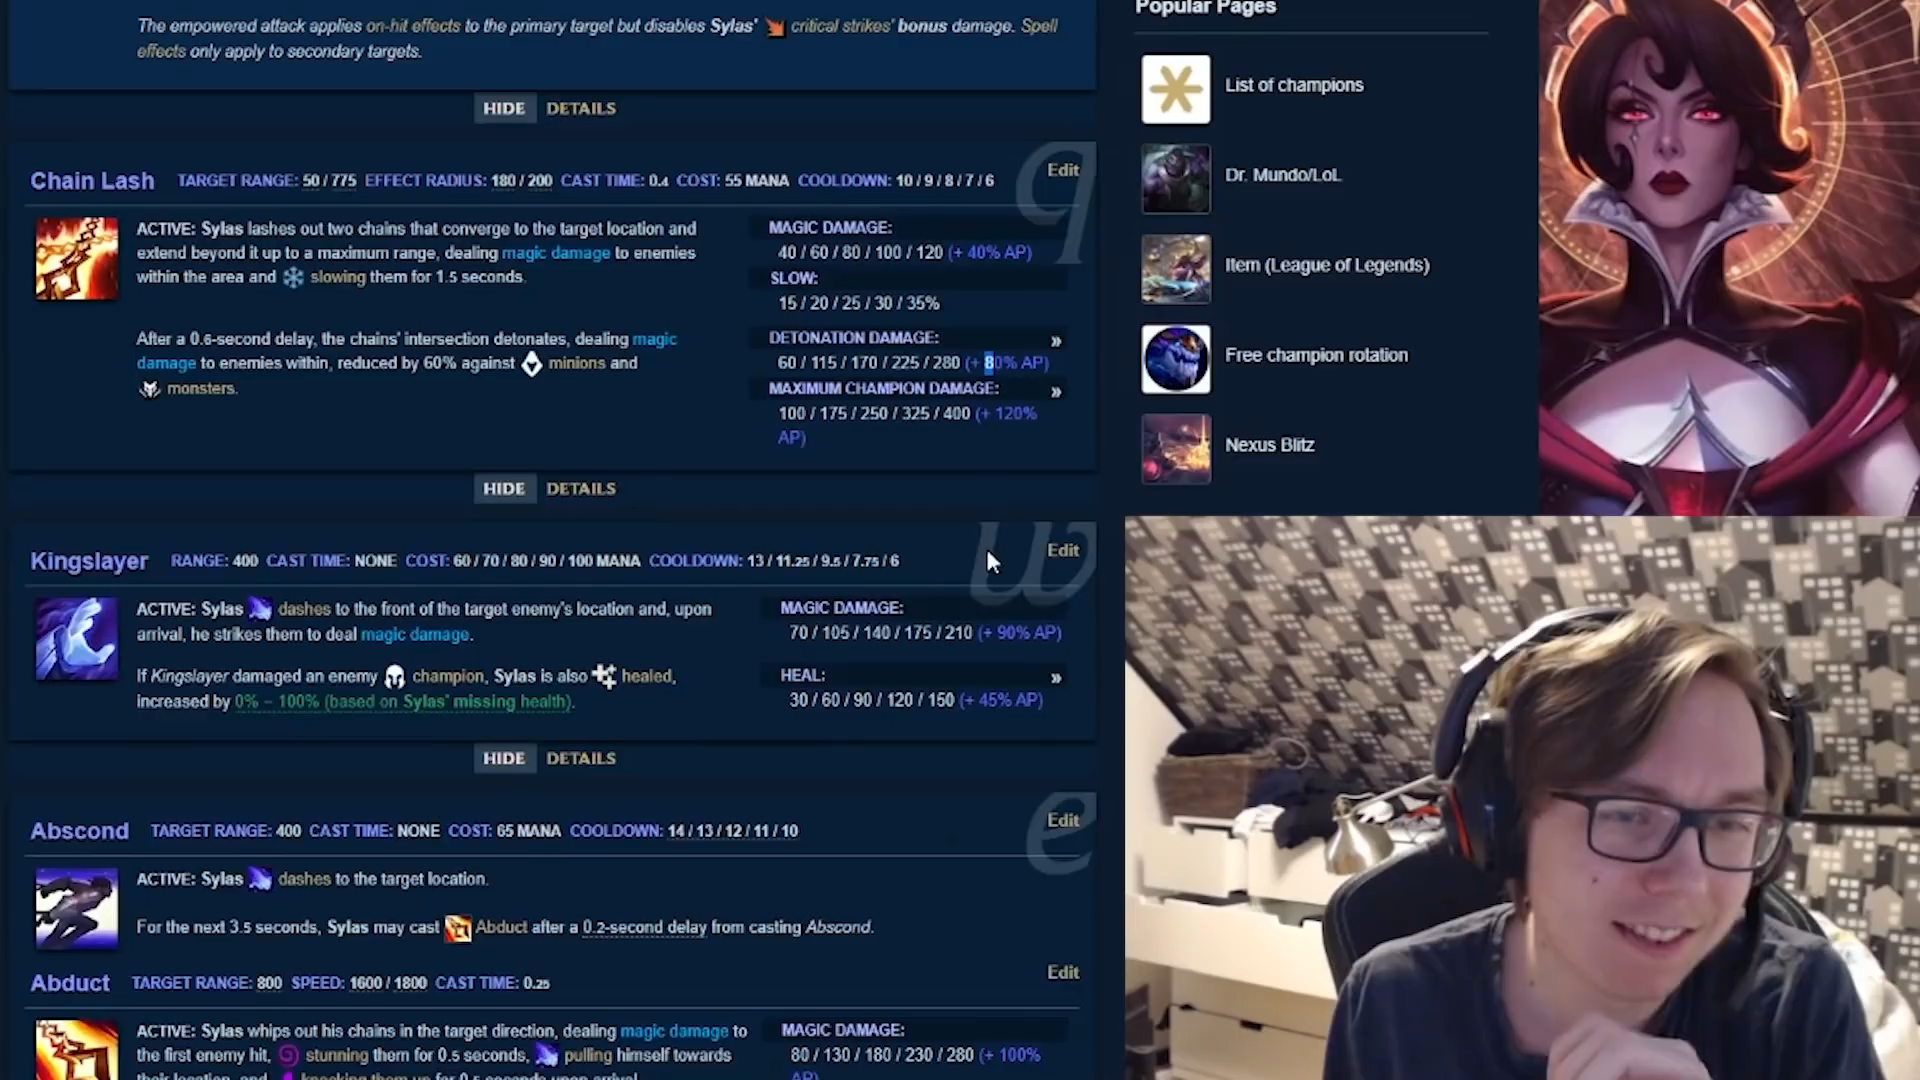 The empowered attack applies on-hit effects to the primary target but disables Sylas' critical strikes' bonus damage. Spell
effects only apply to secondary targets.
HIDE DETAILS
q
Edit
Chain Lash TARGET RANGE: 50 / 775 EFFECT RADIUS: 180 / 200 CAST TIME: 0.4 COST: 55 MANA COOLDOWN: 10 / 9 / 8 / 7 / 6
ACTIVE: Sylas lashes out two chains that converge to the target location and
extend beyond it up to a maximum range, dealing magic damage to enemies
within the area and slowing them for 1.5 seconds.
After a 0.6-second delay, the chains' intersection detonates, dealing magic
damage to enemies within, reduced by 60% against minions and
monsters.
MAGIC DAMAGE:
40 / 60 / 80 / 100 / 120 (+ 40% AP)
SLOW:
15 / 20 / 25 / 30 / 35%
DETONATION DAMAGE: »
60 / 115 / 170 / 225 / 280 (+ 80% AP)
MAXIMUM CHAMPION DAMAGE: »
100 / 175 / 250 / 325 / 400 (+ 120%
AP)
HIDE DETAILS
w
Edit
Kingslayer RANGE: 400 CAST TIME: NONE COST: 60 / 70 / 80 / 90 / 100 MANA COOLDOWN: 13 / 11.25 / 9.5 / 7.75 / 6
ACTIVE: Sylas dashes to the front of the target enemy's location and, upon
arrival, he strikes them to deal magic damage.
If Kingslayer damaged an enemy champion, Sylas is also healed,
increased by 0% – 100% (based on Sylas' missing health).
MAGIC DAMAGE:
70 / 105 / 140 / 175 / 210 (+ 90% AP)
HEAL: »
30 / 60 / 90 / 120 / 150 (+ 45% AP)
HIDE DETAILS
e
Edit
Abscond TARGET RANGE: 400 CAST TIME: NONE COST: 65 MANA COOLDOWN: 14 / 13 / 12 / 11 / 10
ACTIVE: Sylas dashes to the target location.
For the next 3.5 seconds, Sylas may cast Abduct after a 0.2-second delay from casting Abscond.
Edit
Abduct TARGET RANGE: 800 SPEED: 1600 / 1800 CAST TIME: 0.25
ACTIVE: Sylas whips out his chains in the target direction, dealing magic damage to
the first enemy hit, stunning them for 0.5 seconds, pulling himself towards
their location, and knocking them up for 0.5 seconds upon arrival.
MAGIC DAMAGE:
80 / 130 / 180 / 230 / 280 (+ 100%
AP)
Popular Pages
List of champions
Dr. Mundo/LoL
Item (League of Legends)
Free champion rotation
Nexus Blitz